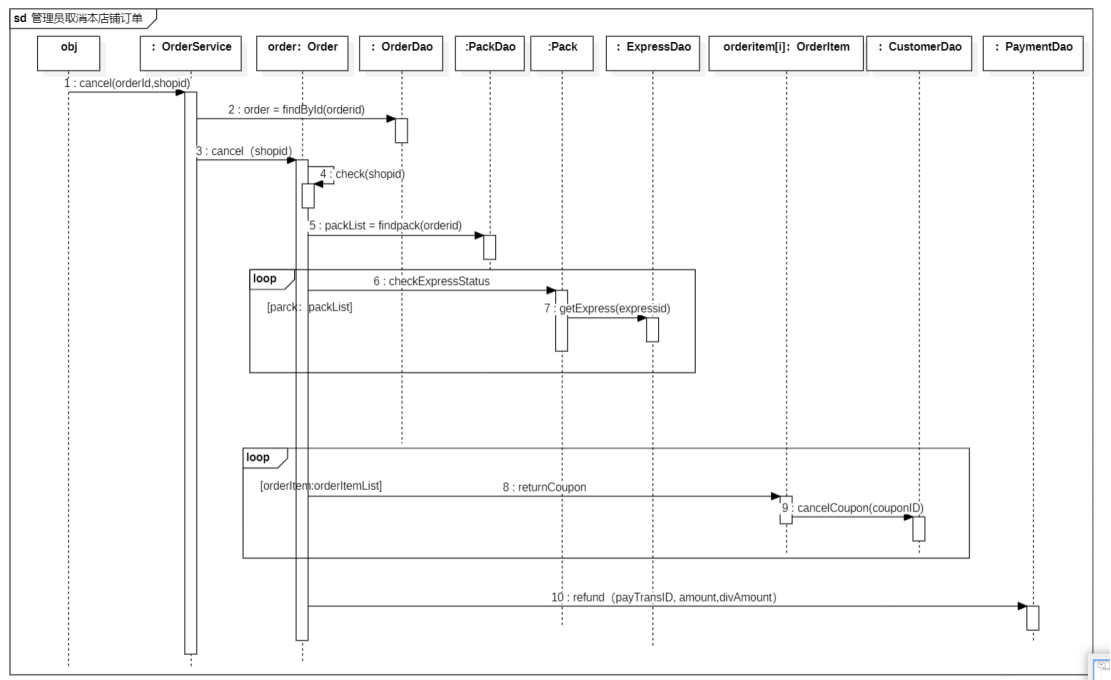 sd 管理员取消本店铺订单
obj
：OrderService
order：Order
：OrderDao
:PackDao
:Pack
：ExpressDao
orderitem[i]：OrderItem
：CustomerDao
：PaymentDao
1 : cancel(orderId,shopid)
2 : order = findById(orderid)
3 : cancel（shopid）
4 : check(shopid)
5 : packList = findpack(orderid)
loop
6 : checkExpressStatus
[parck：packList]
7 : getExpress(expressid)
loop
[orderItem:orderItemList]
8 : returnCoupon
9 : cancelCoupon(couponID)
10 : refund（payTransID, amount,divAmount）